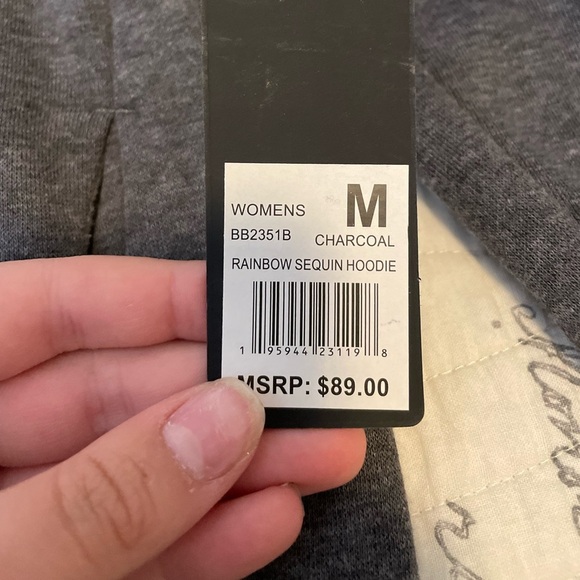 WOMENS M
BB2351B CHARCOAL
RAINBOW SEQUIN HOODIE
1 95944 23119 8
MSRP: $89.00